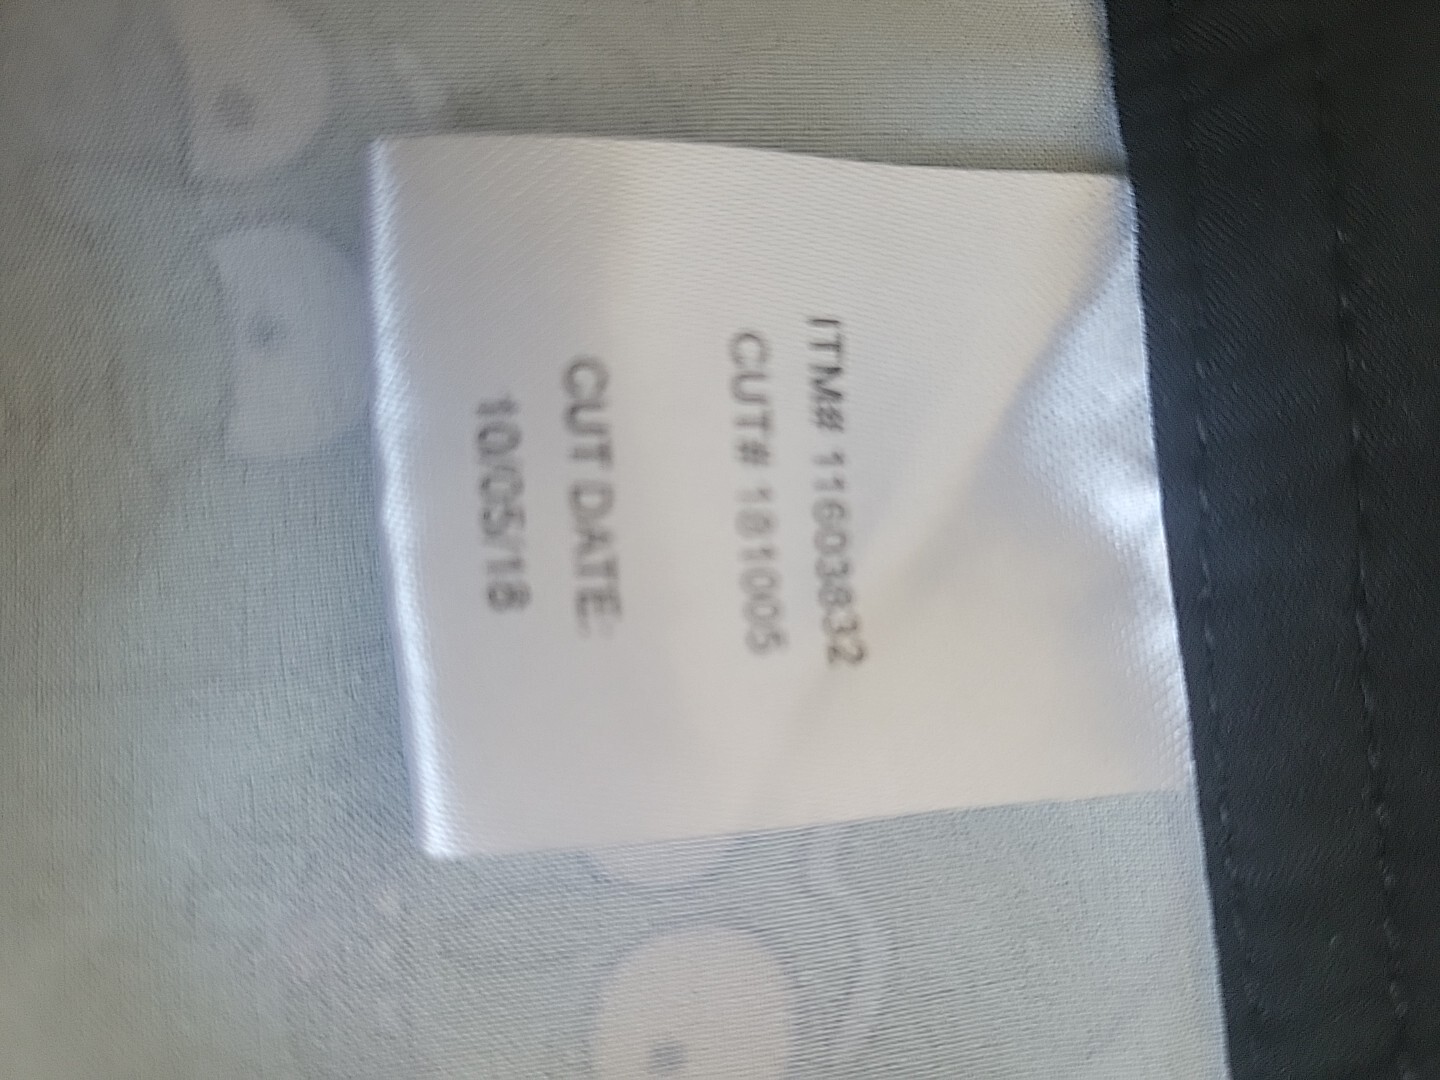 ITM# 11603832
CUT# 181005
CUT DATE:
10/05/18